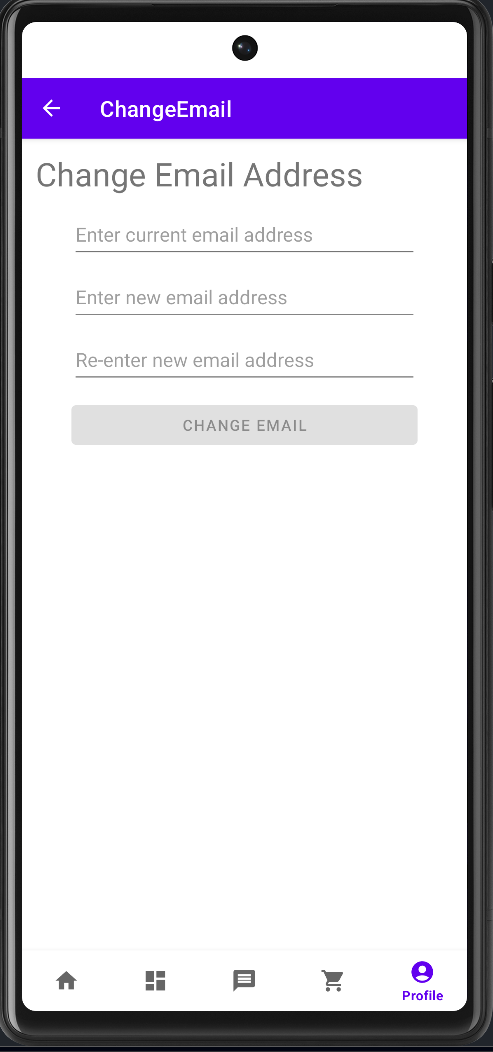 ChangeEmail
Change Email Address
Enter current email address
Enter new email address
Re-enter new email address
CHANGE EMAIL
Profile